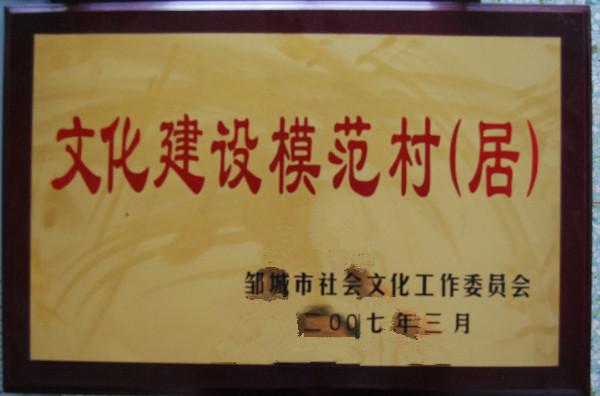 文化建设模范村(居)
邹城市社会文化工作委员会
二00七年三月